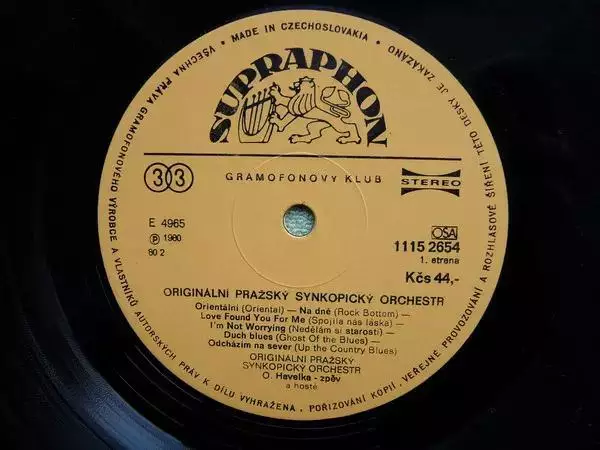 VŠECHNA PRÁVA GRAMOFONOVÉHO VÝROBCE A VLASTNÍKŮ AUTORSKÝCH PRÁV K DÍLU VYHRAŽENA. POŘIZOVÁNÍ KOPIÍ, VEŘEJNÉ PROVOZOVÁNÍ A ROZHLASOVÉ ŠÍŘENÍ TÉTO DESKY JE ZAKÁZÁNO
• MADE IN CZECHOSLOVAKIA •
SUPRAPHON
33
GRAMOFONOVÝ KLUB
STEREO
E 4965
℗ 1980
80 2
OSA
1115 2654
1. strana
Kčs 44,-
ORIGINÁLNÍ PRAŽSKÝ SYNKOPICKÝ ORCHESTR
Orientální (Oriental) — Na dně (Rock Bottom) —
Love Found You For Me (Spojila nás láska) —
I'm Not Worrying (Nedělám si starosti) —
Duch blues (Ghost Of the Blues) —
Odcházím na sever (Up the Country Blues)
ORIGINÁLNÍ PRAŽSKÝ
SYNKOPICKÝ ORCHESTR
O. Havelka - zpěv
a hosté